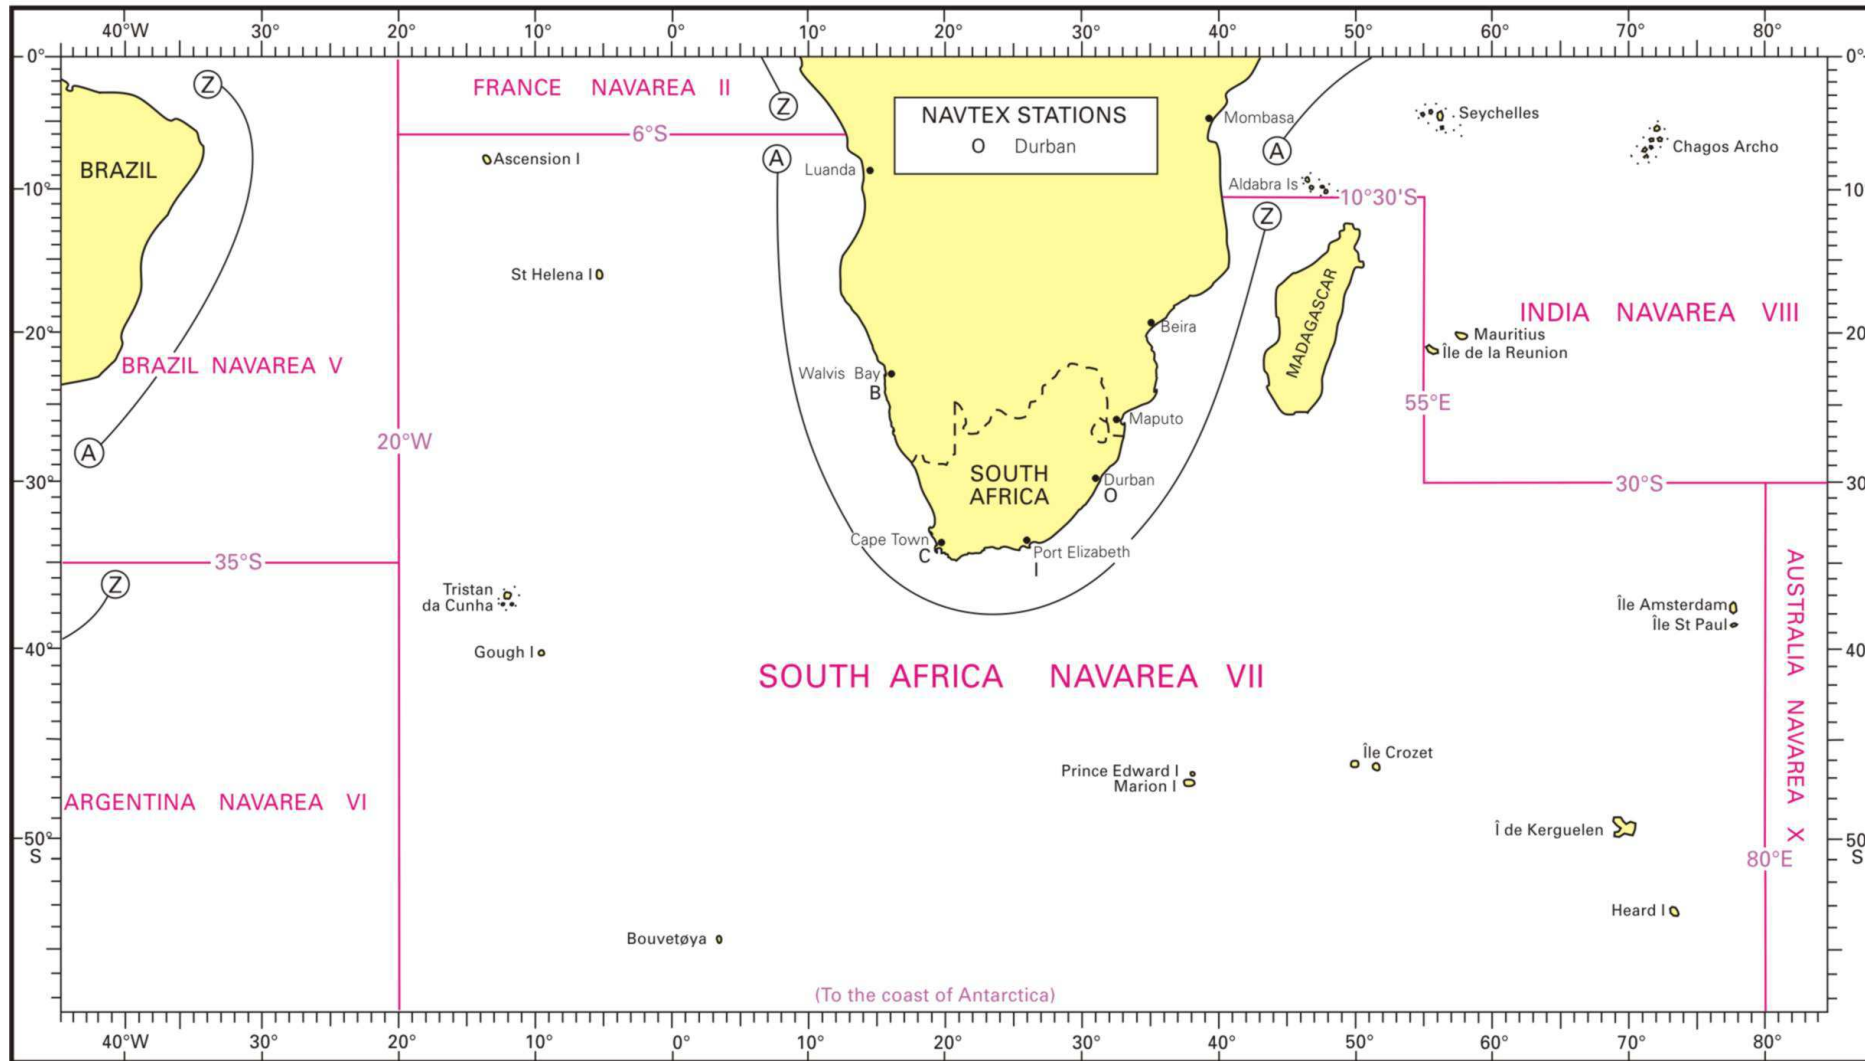 40°W 30° 20° 10° 0° 10° 20° 30° 40° 50° 60° 70° 80°
0°
0°
Z
FRANCE NAVAREA II
Z
NAVTEX STATIONS
O Durban
Mombasa
Seychelles
6°S
A
A
Chagos Archo
BRAZIL
Ascension I
Luanda
Aldabra Is
10°
10°30'S
10°
Z
St Helena I
MADAGASCAR
INDIA NAVAREA VIII
20°
Beira
Mauritius
20°
Île de la Reunion
BRAZIL NAVAREA V
Walvis Bay
B
55°E
Maputo
20°W
A
SOUTH
AFRICA
30°
Durban
O
30°S
30°
Cape Town
C
Port Elizabeth
I
35°S
Z
Tristan
da Cunha
Île Amsterdam
Île St Paul
AUSTRALIA NAVAREA X
40°
Gough I
40°
SOUTH AFRICA NAVAREA VII
Île Crozet
Prince Edward I
Marion I
ARGENTINA NAVAREA VI
50°
S
Î de Kerguelen
50°
S
80°E
Heard I
Bouvetøya
(To the coast of Antarctica)
40°W 30° 20° 10° 0° 10° 20° 30° 40° 50° 60° 70° 80°